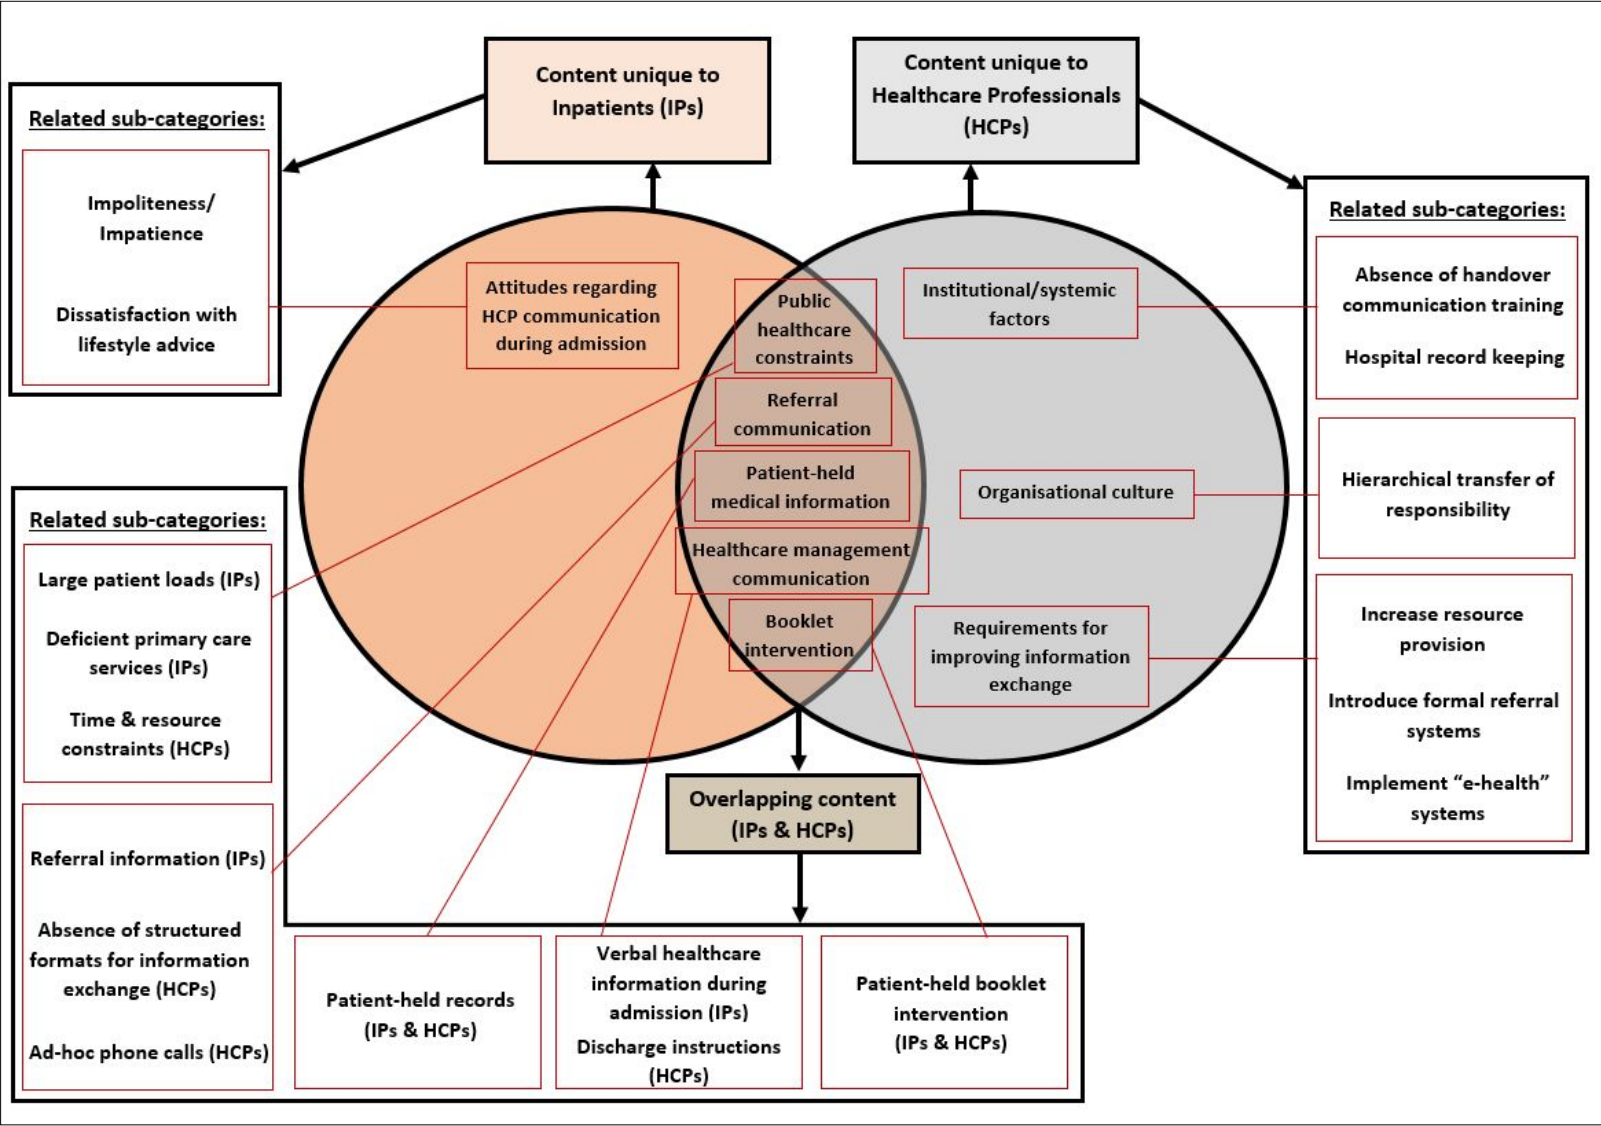 Content unique to
Inpatients (IPs)
Content unique to
Healthcare Professionals
(HCPs)
Related sub-categories:
Impoliteness/
Impatience
Dissatisfaction with
lifestyle advice
Attitudes regarding
HCP communication
during admission
Public
healthcare
constraints
Referral
communication
Patient-held
medical information
Healthcare management
communication
Booklet
intervention
Institutional/systemic
factors
Organisational culture
Requirements for
improving information
exchange
Related sub-categories:
Absence of handover
communication training
Hospital record keeping
Hierarchical transfer of
responsibility
Increase resource
provision
Introduce formal referral
systems
Implement “e-health”
systems
Overlapping content
(IPs & HCPs)
Related sub-categories:
Large patient loads (IPs)
Deficient primary care
services (IPs)
Time & resource
constraints (HCPs)
Referral information (IPs)
Absence of structured
formats for information
exchange (HCPs)
Ad-hoc phone calls (HCPs)
Patient-held records
(IPs & HCPs)
Verbal healthcare
information during
admission (IPs)
Discharge instructions
(HCPs)
Patient-held booklet
intervention
(IPs & HCPs)